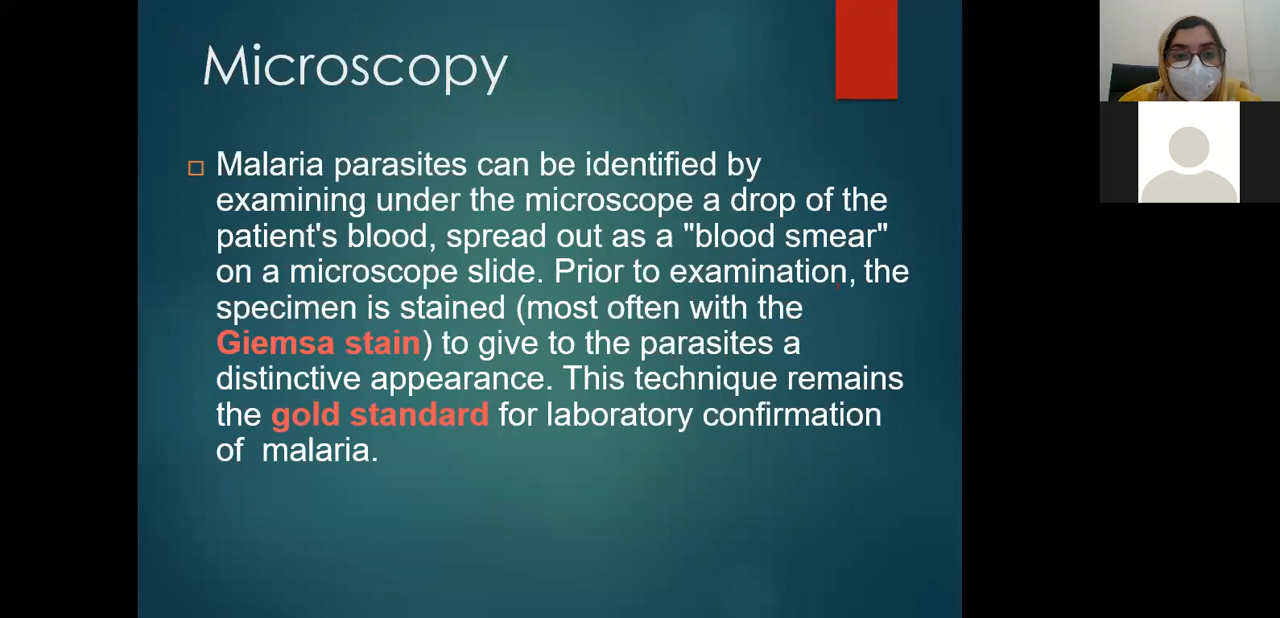 Microscopy
Malaria parasites can be identified by
examining under the microscope a drop of the
patient's blood, spread out as a "blood smear"
on a microscope slide. Prior to examination, the
specimen is stained (most often with the
Giemsa stain) to give to the parasites a
distinctive appearance. This technique remains
the gold standard for laboratory confirmation
of  malaria.